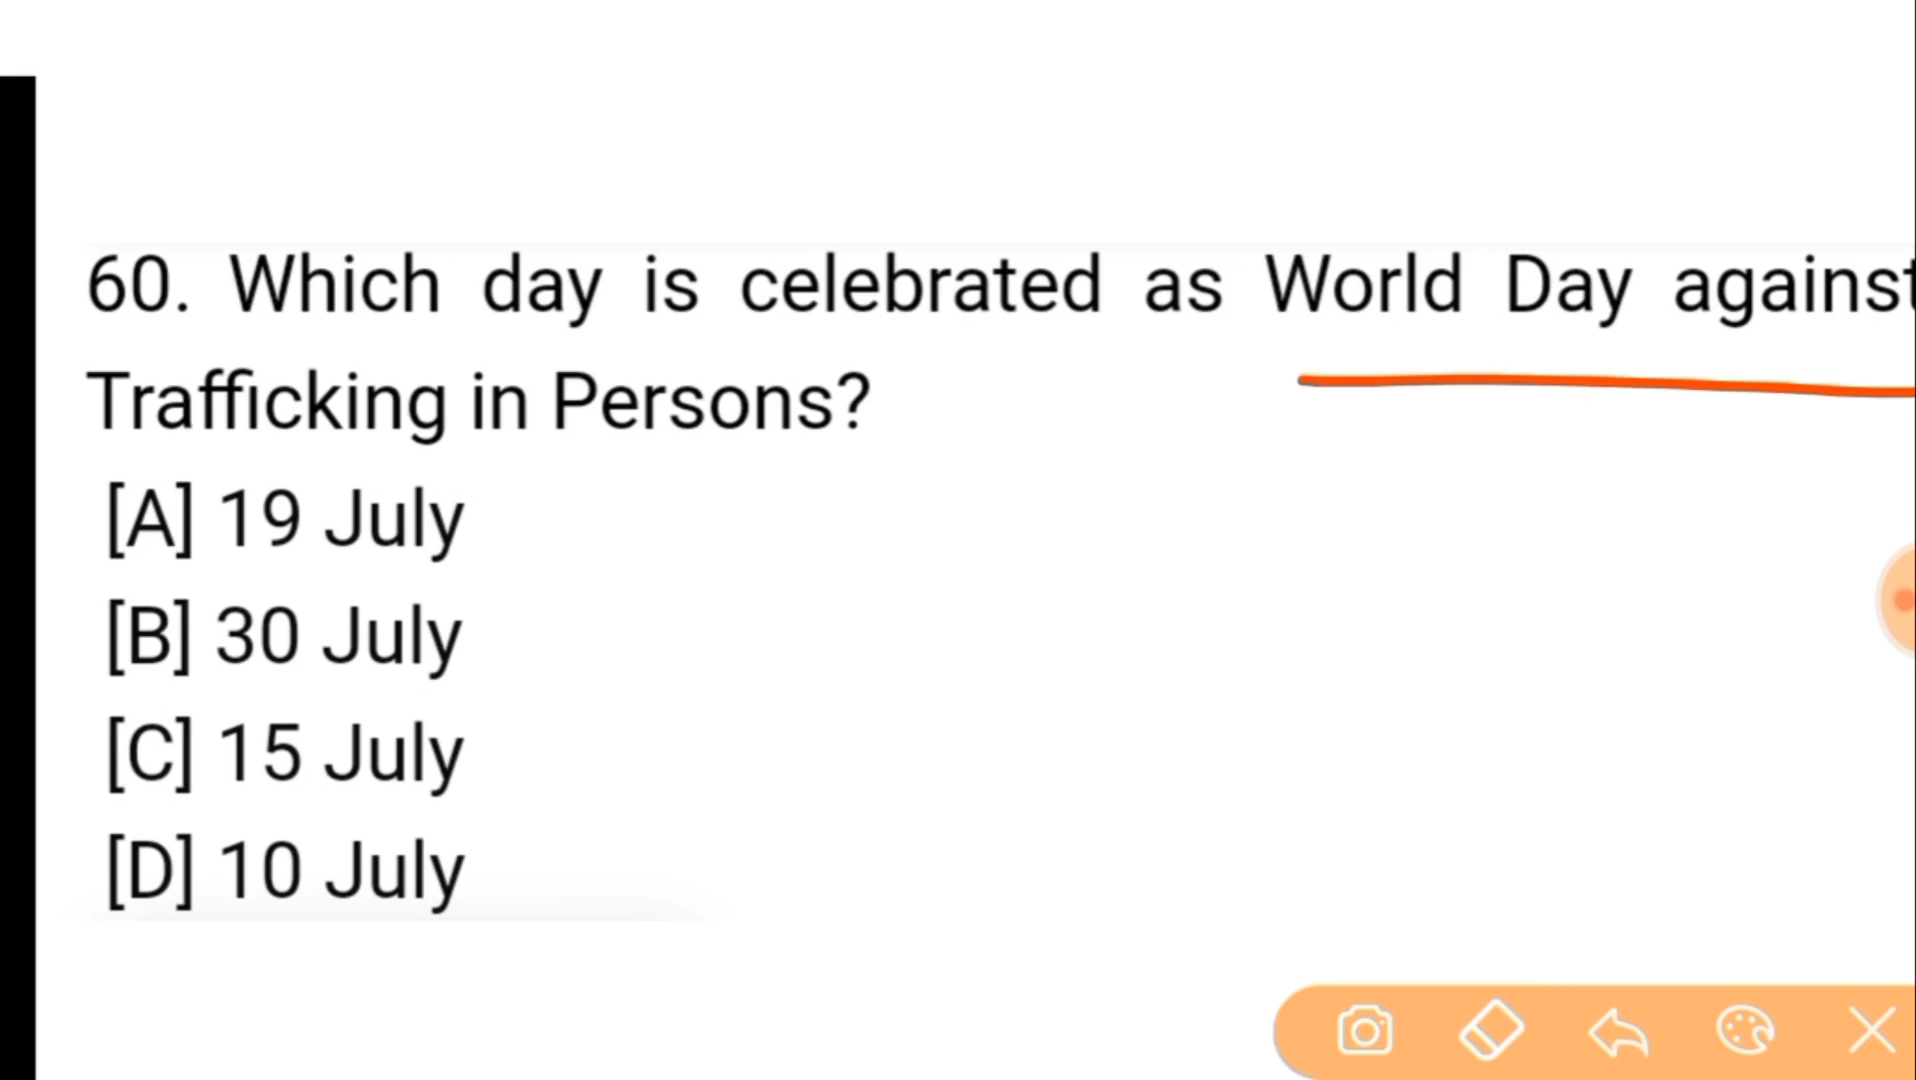 60. Which day is celebrated as World Day against
Trafficking in Persons?
[A] 19 July
[B] 30 July
[C] 15 July
[D] 10 July